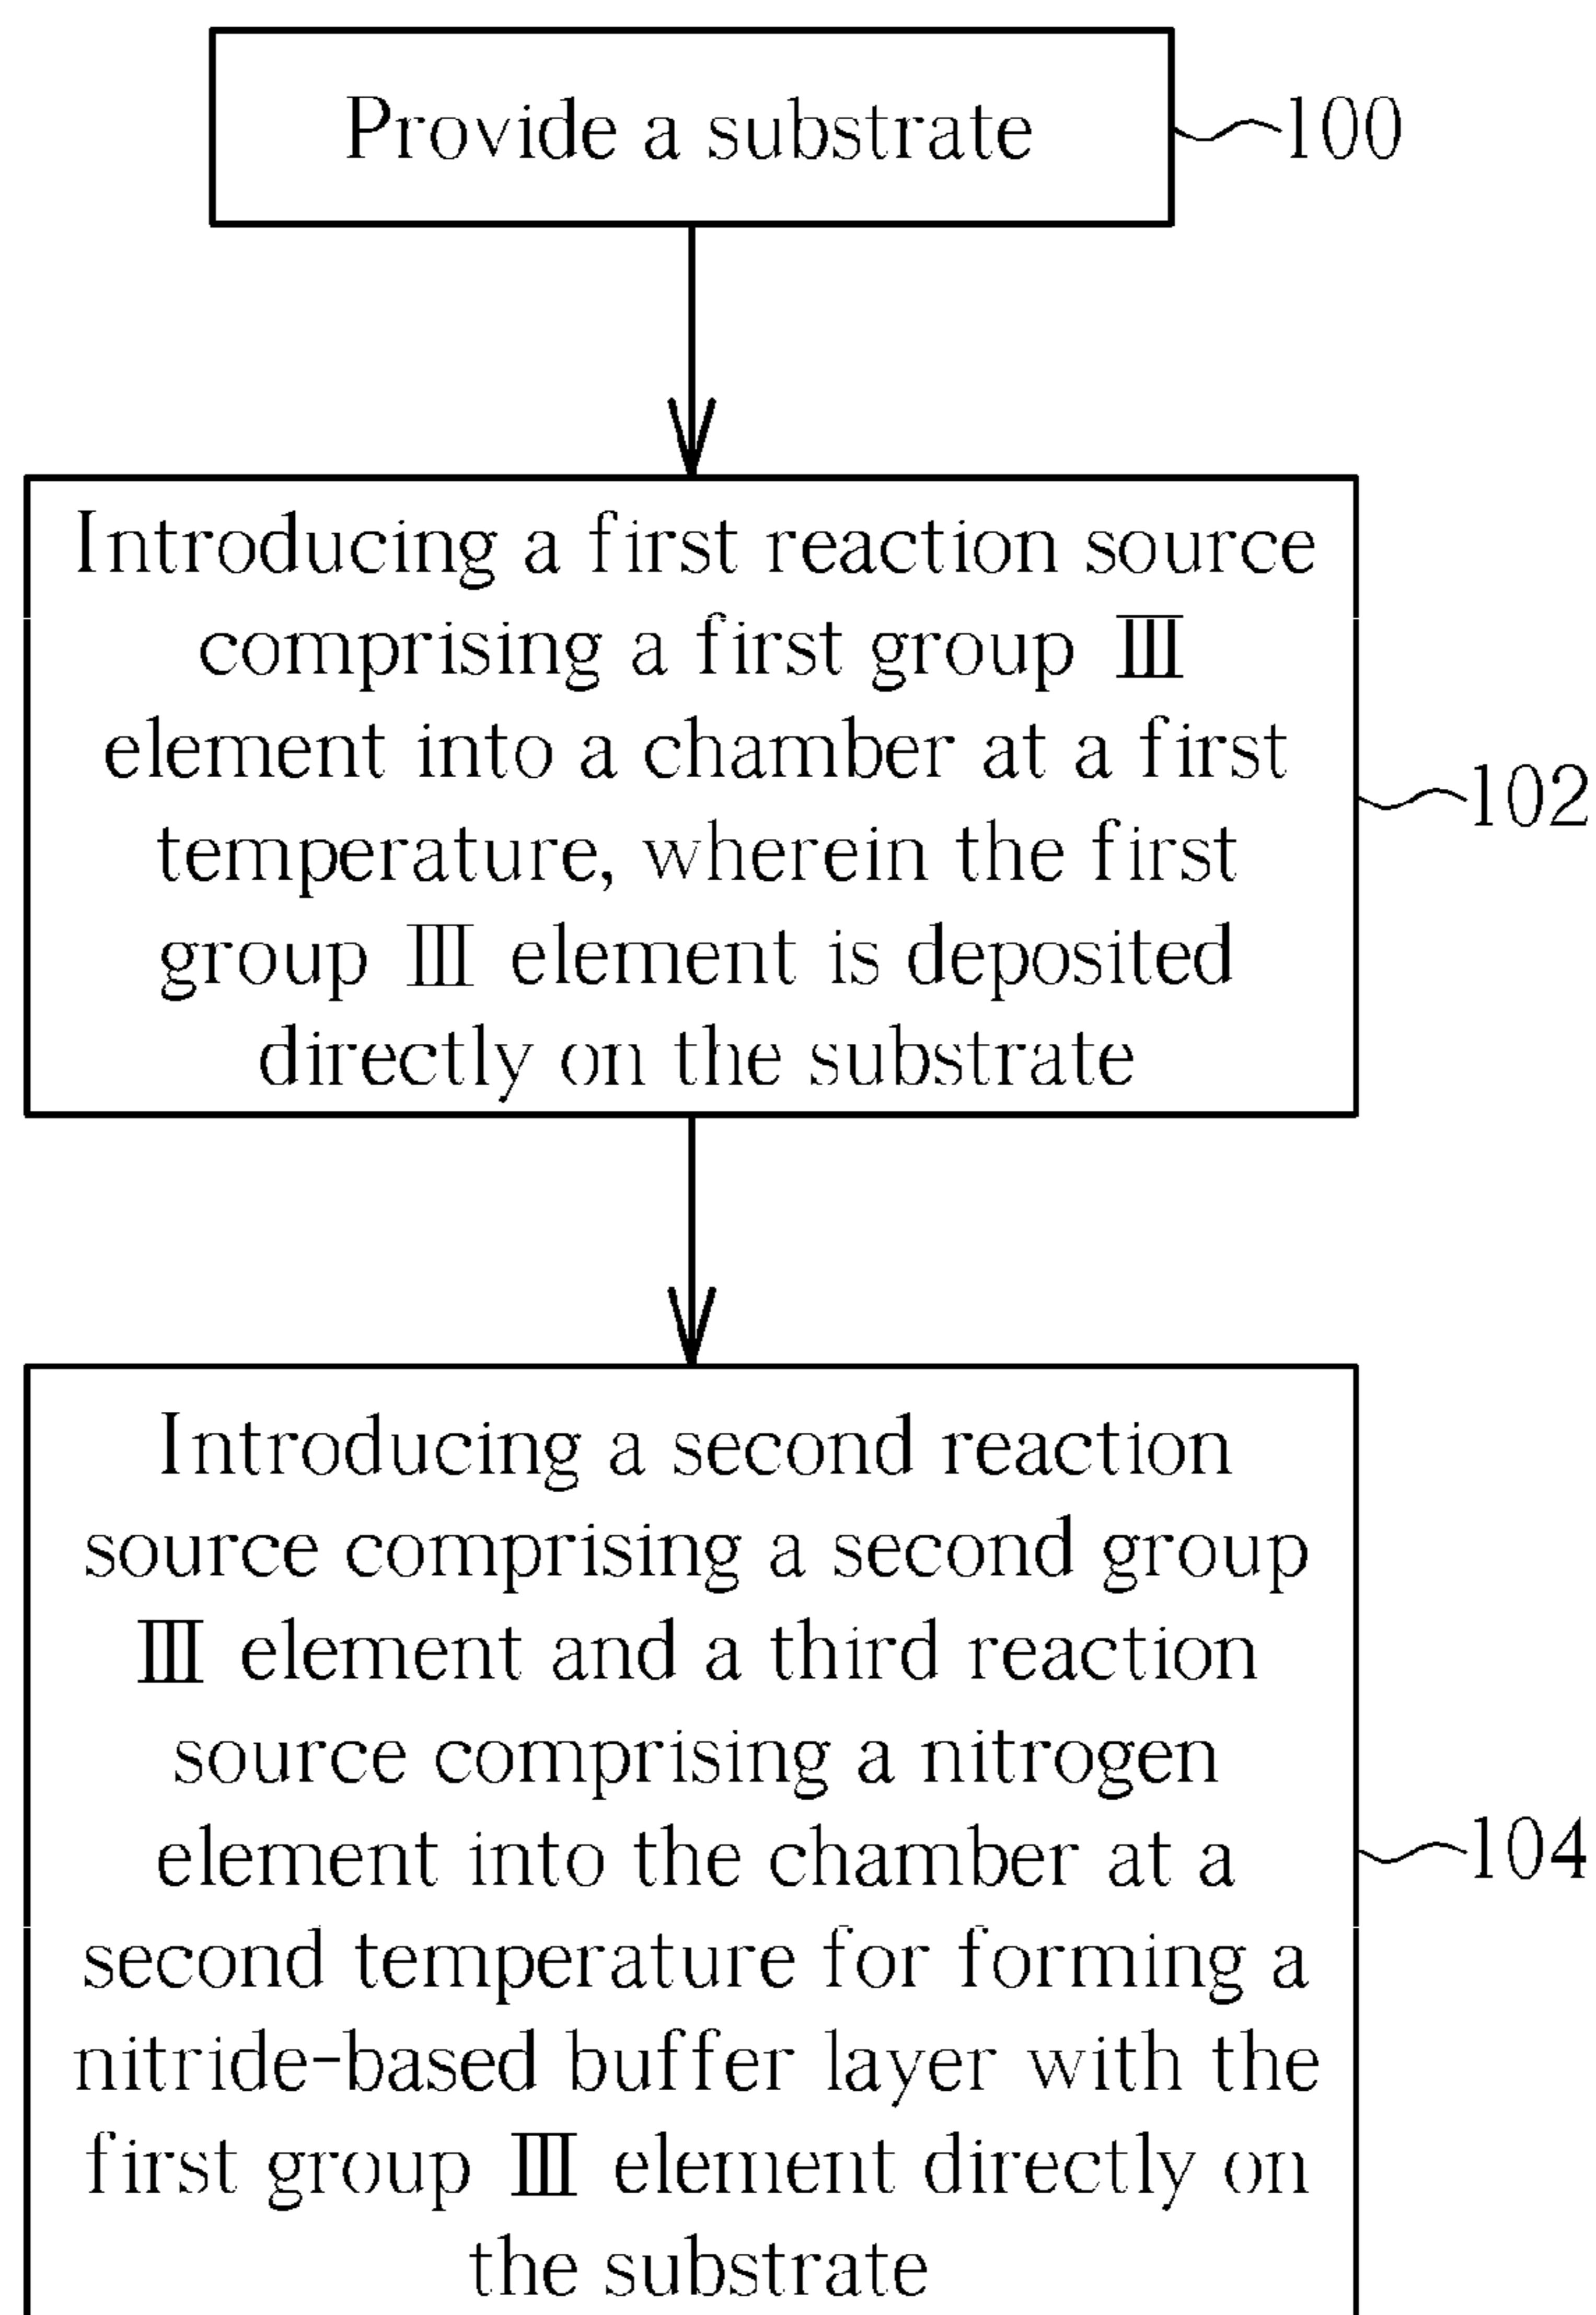 Provide a substrate
100
Introducing a first reaction source
comprising a first group III
element into a chamber at a first
temperature, wherein the first
group III element is deposited
directly on the substrate
102
Introducing a second reaction
source comprising a second group
III element and a third reaction
source comprising a nitrogen
element into the chamber at a
second temperature for forming a
nitride-based buffer layer with the
first group III element directly on
the substrate
104